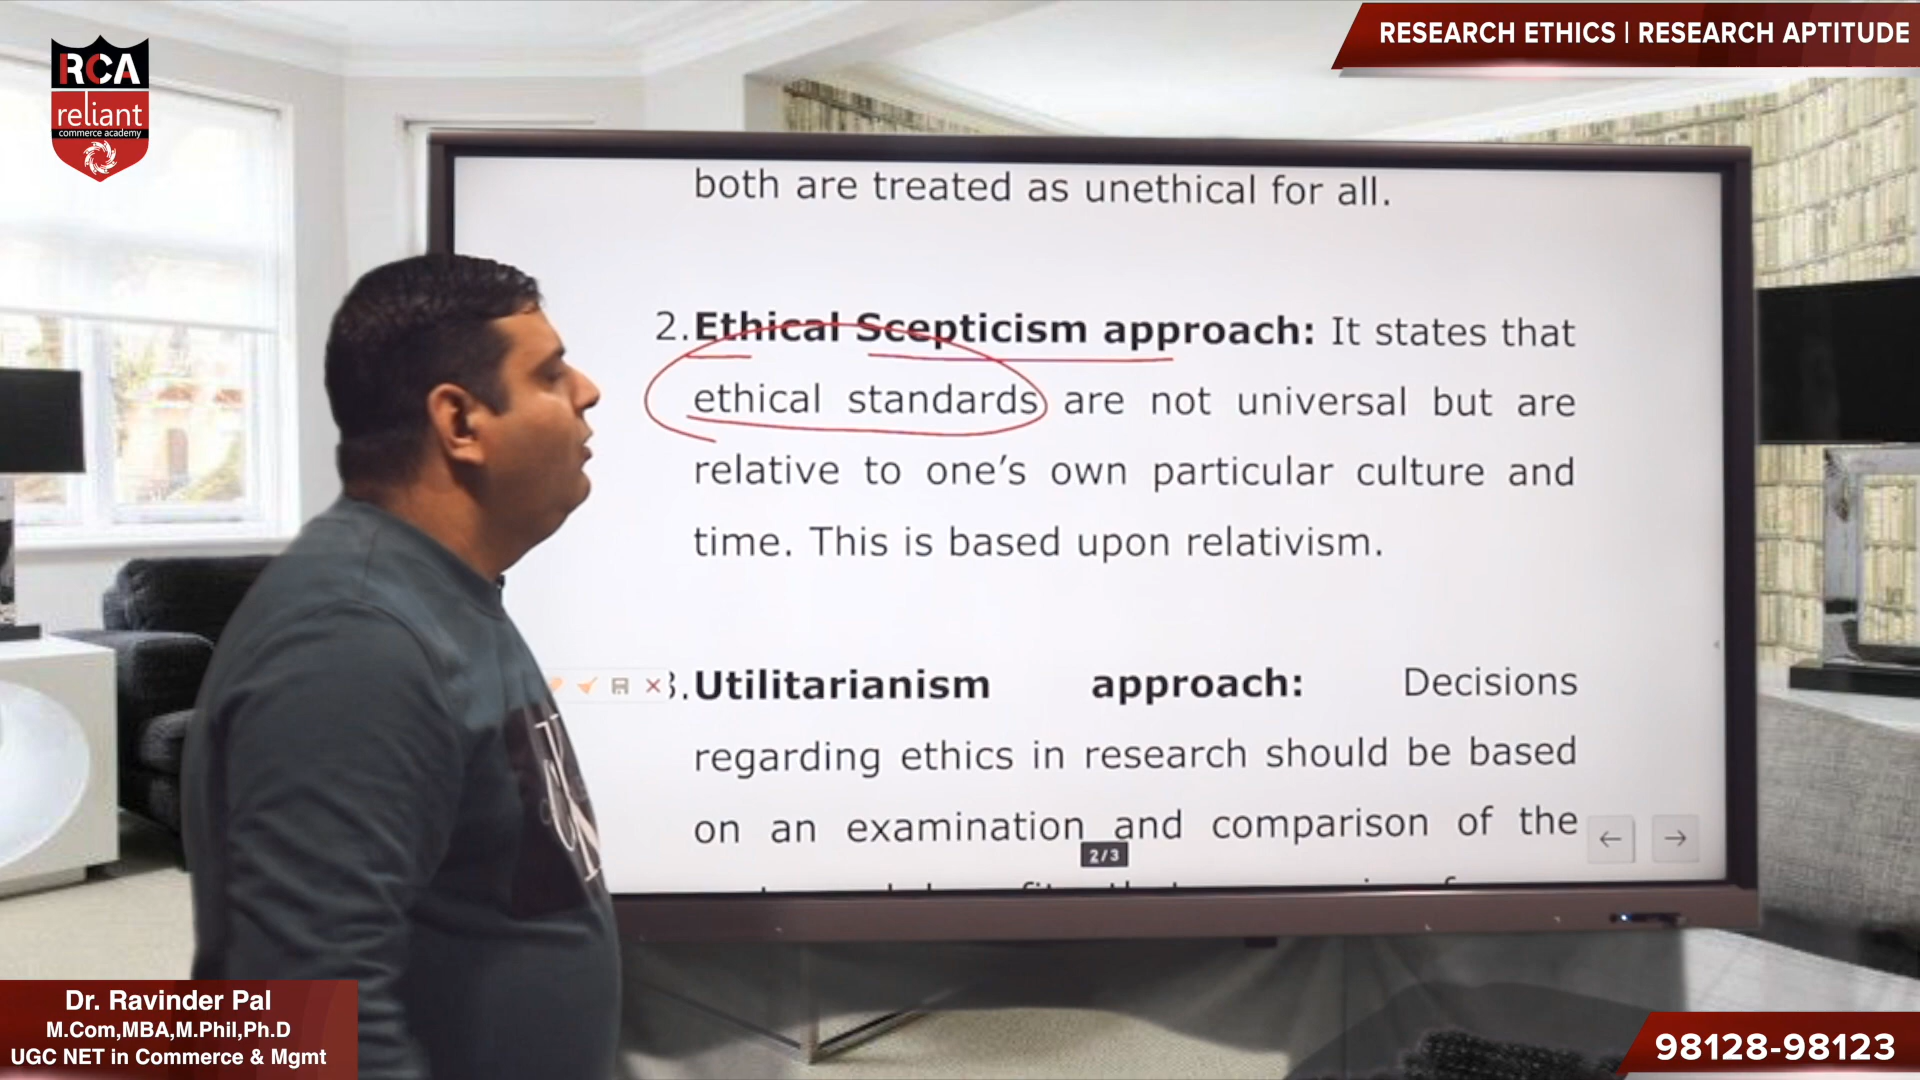 RCA
reliant
commerce academy
RESEARCH ETHICS | RESEARCH APTITUDE
both are treated as unethical for all.
2. Ethical Scepticism approach: It states that
ethical standards are not universal but are
relative to one's own particular culture and
time. This is based upon relativism.
3. Utilitarianism approach: Decisions
regarding ethics in research should be based
on an examination and comparison of the
2/3
Dr. Ravinder Pal
M.Com,MBA,M.Phil,Ph.D
UGC NET in Commerce & Mgmt
98128-98123